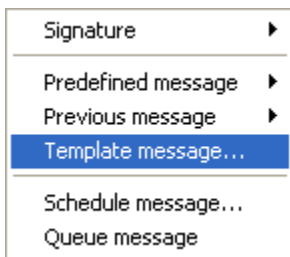 Signature
Predefined message
Previous message
Template message...
Schedule message...
Queue message